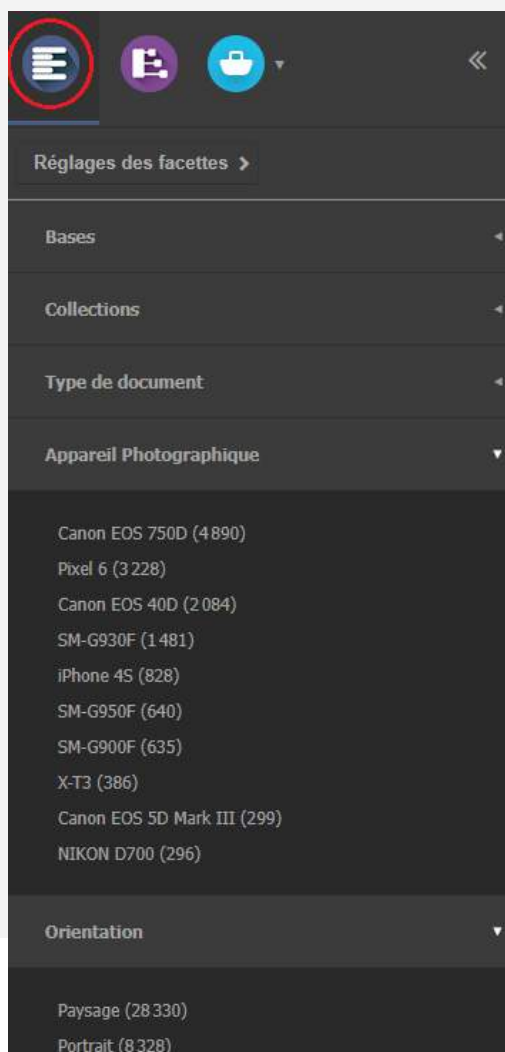 Réglages des facettes
Bases
Collections
Type de document
Appareil Photographique
Canon EOS 750D (4 890)
Pixel 6 (3 228)
Canon EOS 40D (2 084)
SM-G930F (1 481)
iPhone 4S (828)
SM-G950F (640)
SM-G900F (635)
X-T3 (386)
Canon EOS 5D Mark III (299)
NIKON D700 (296)
Orientation
Paysage (28 330)
Portrait (8 328)